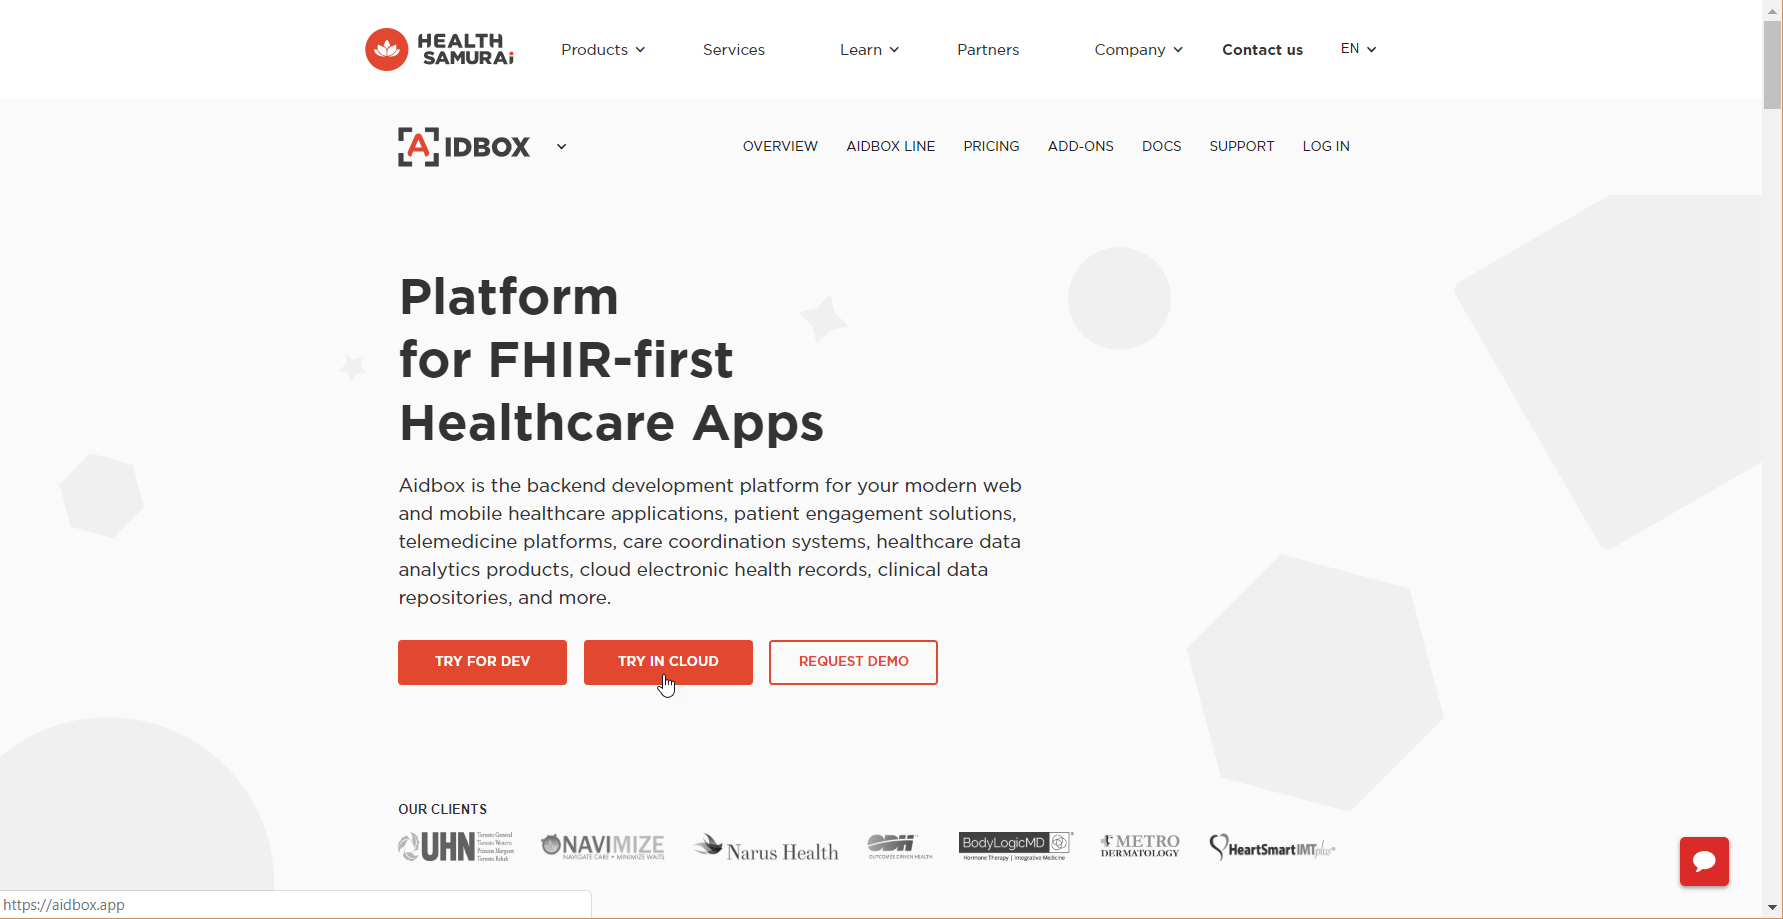 HEALTH
SAMURAi
Products
Services
Learn
Partners
Company
Contact us
EN
AIDBOX
OVERVIEW
AIDBOX LINE
PRICING
ADD-ONS
DOCS
SUPPORT
LOG IN
Platform
for FHIR-first
Healthcare Apps
Aidbox is the backend development platform for your modern web
and mobile healthcare applications, patient engagement solutions,
telemedicine platforms, care coordination systems, healthcare data
analytics products, cloud electronic health records, clinical data
repositories, and more.
TRY FOR DEV
TRY IN CLOUD
REQUEST DEMO
OUR CLIENTS
UHN
Toronto General
Toronto Western
Princess Margaret
Toronto Rehab
NAVIMIZE
NAVIGATE CARE • MINIMIZE WAITS
Narus Health
ODH
OUTCOMES DRIVEN HEALTH
BodyLogicMD
Hormone Therapy | Integrative Medicine
METRO
DERMATOLOGY
HeartSmartIMTplus
https://aidbox.app